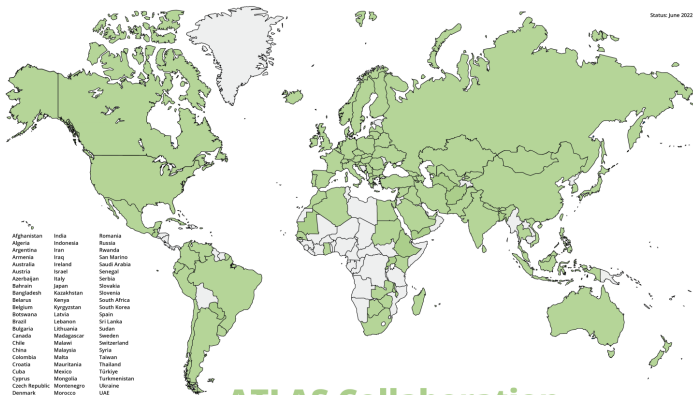 Status: June 2022
Afghanistan India Romania
Algeria Indonesia Russia
Argentina Iran Rwanda
Armenia Iraq San Marino
Australia Ireland Saudi Arabia
Austria Israel Senegal
Azerbaijan Italy Serbia
Bahrain Japan Slovakia
Bangladesh Kazakhstan Slovenia
Belarus Kenya South Africa
Belgium Kyrgyzstan South Korea
Botswana Latvia Spain
Brazil Lebanon Sri Lanka
Bulgaria Lithuania Sudan
Canada Madagascar Sweden
Chile Malawi Switzerland
China Malaysia Syria
Colombia Malta Taiwan
Croatia Mauritania Thailand
Cuba Mexico Türkiye
Cyprus Mongolia Turkmenistan
Czech Republic Montenegro Ukraine
Denmark Morocco UAE
ATLAS Collaboration